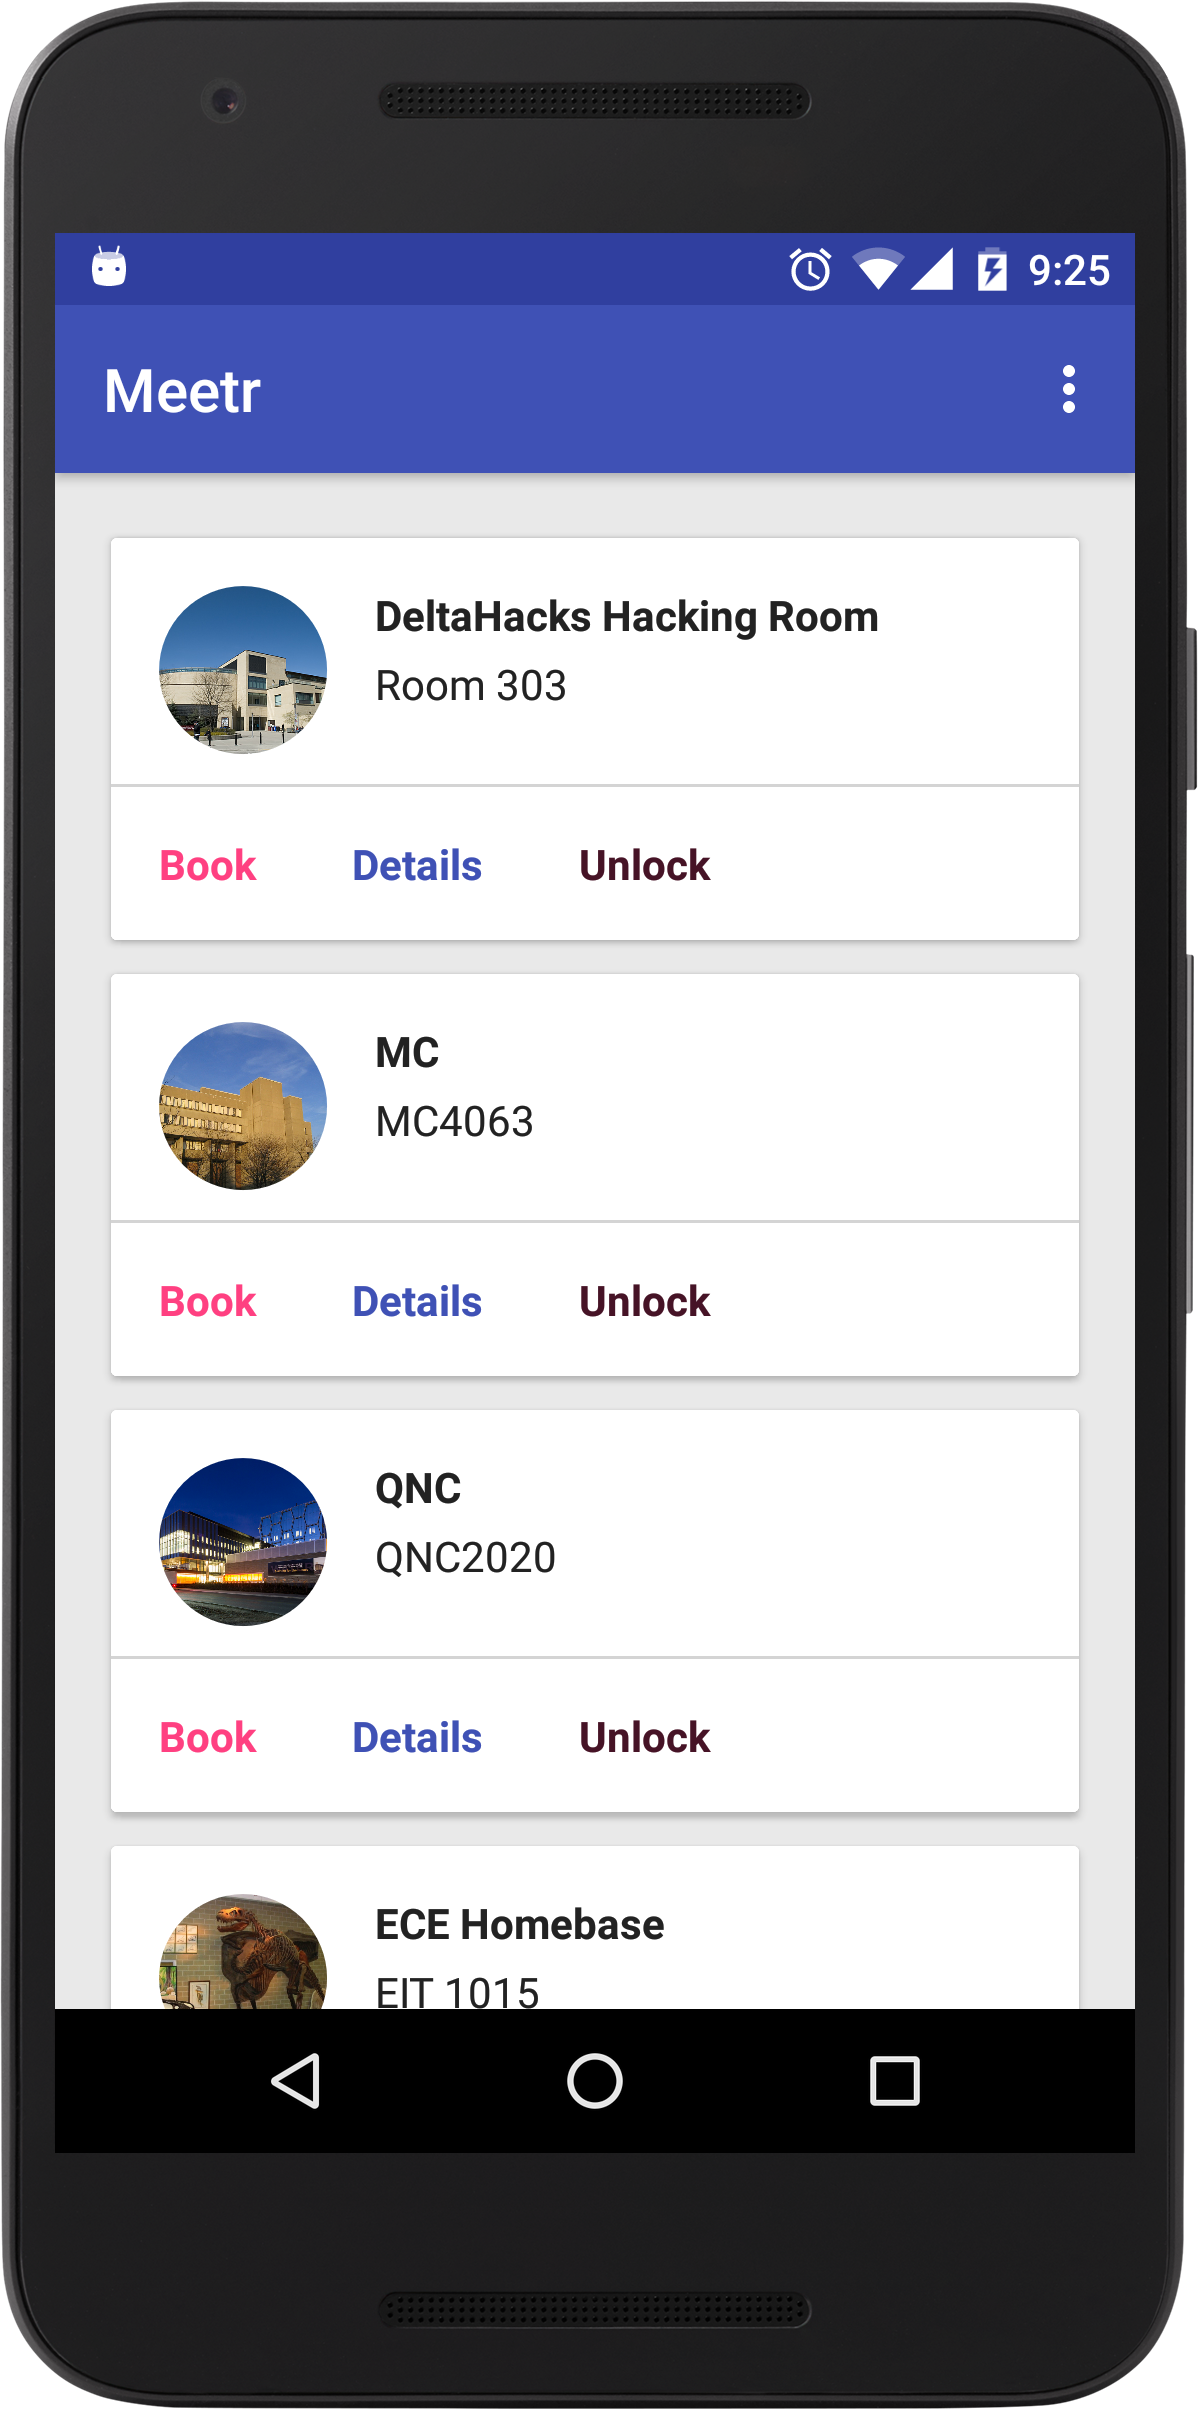 9:25
Meetr
DeltaHacks Hacking Room
Room 303
Book Details Unlock
MC
MC4063
Book Details Unlock
QNC
QNC2020
Book Details Unlock
ECE Homebase
EIT 1015